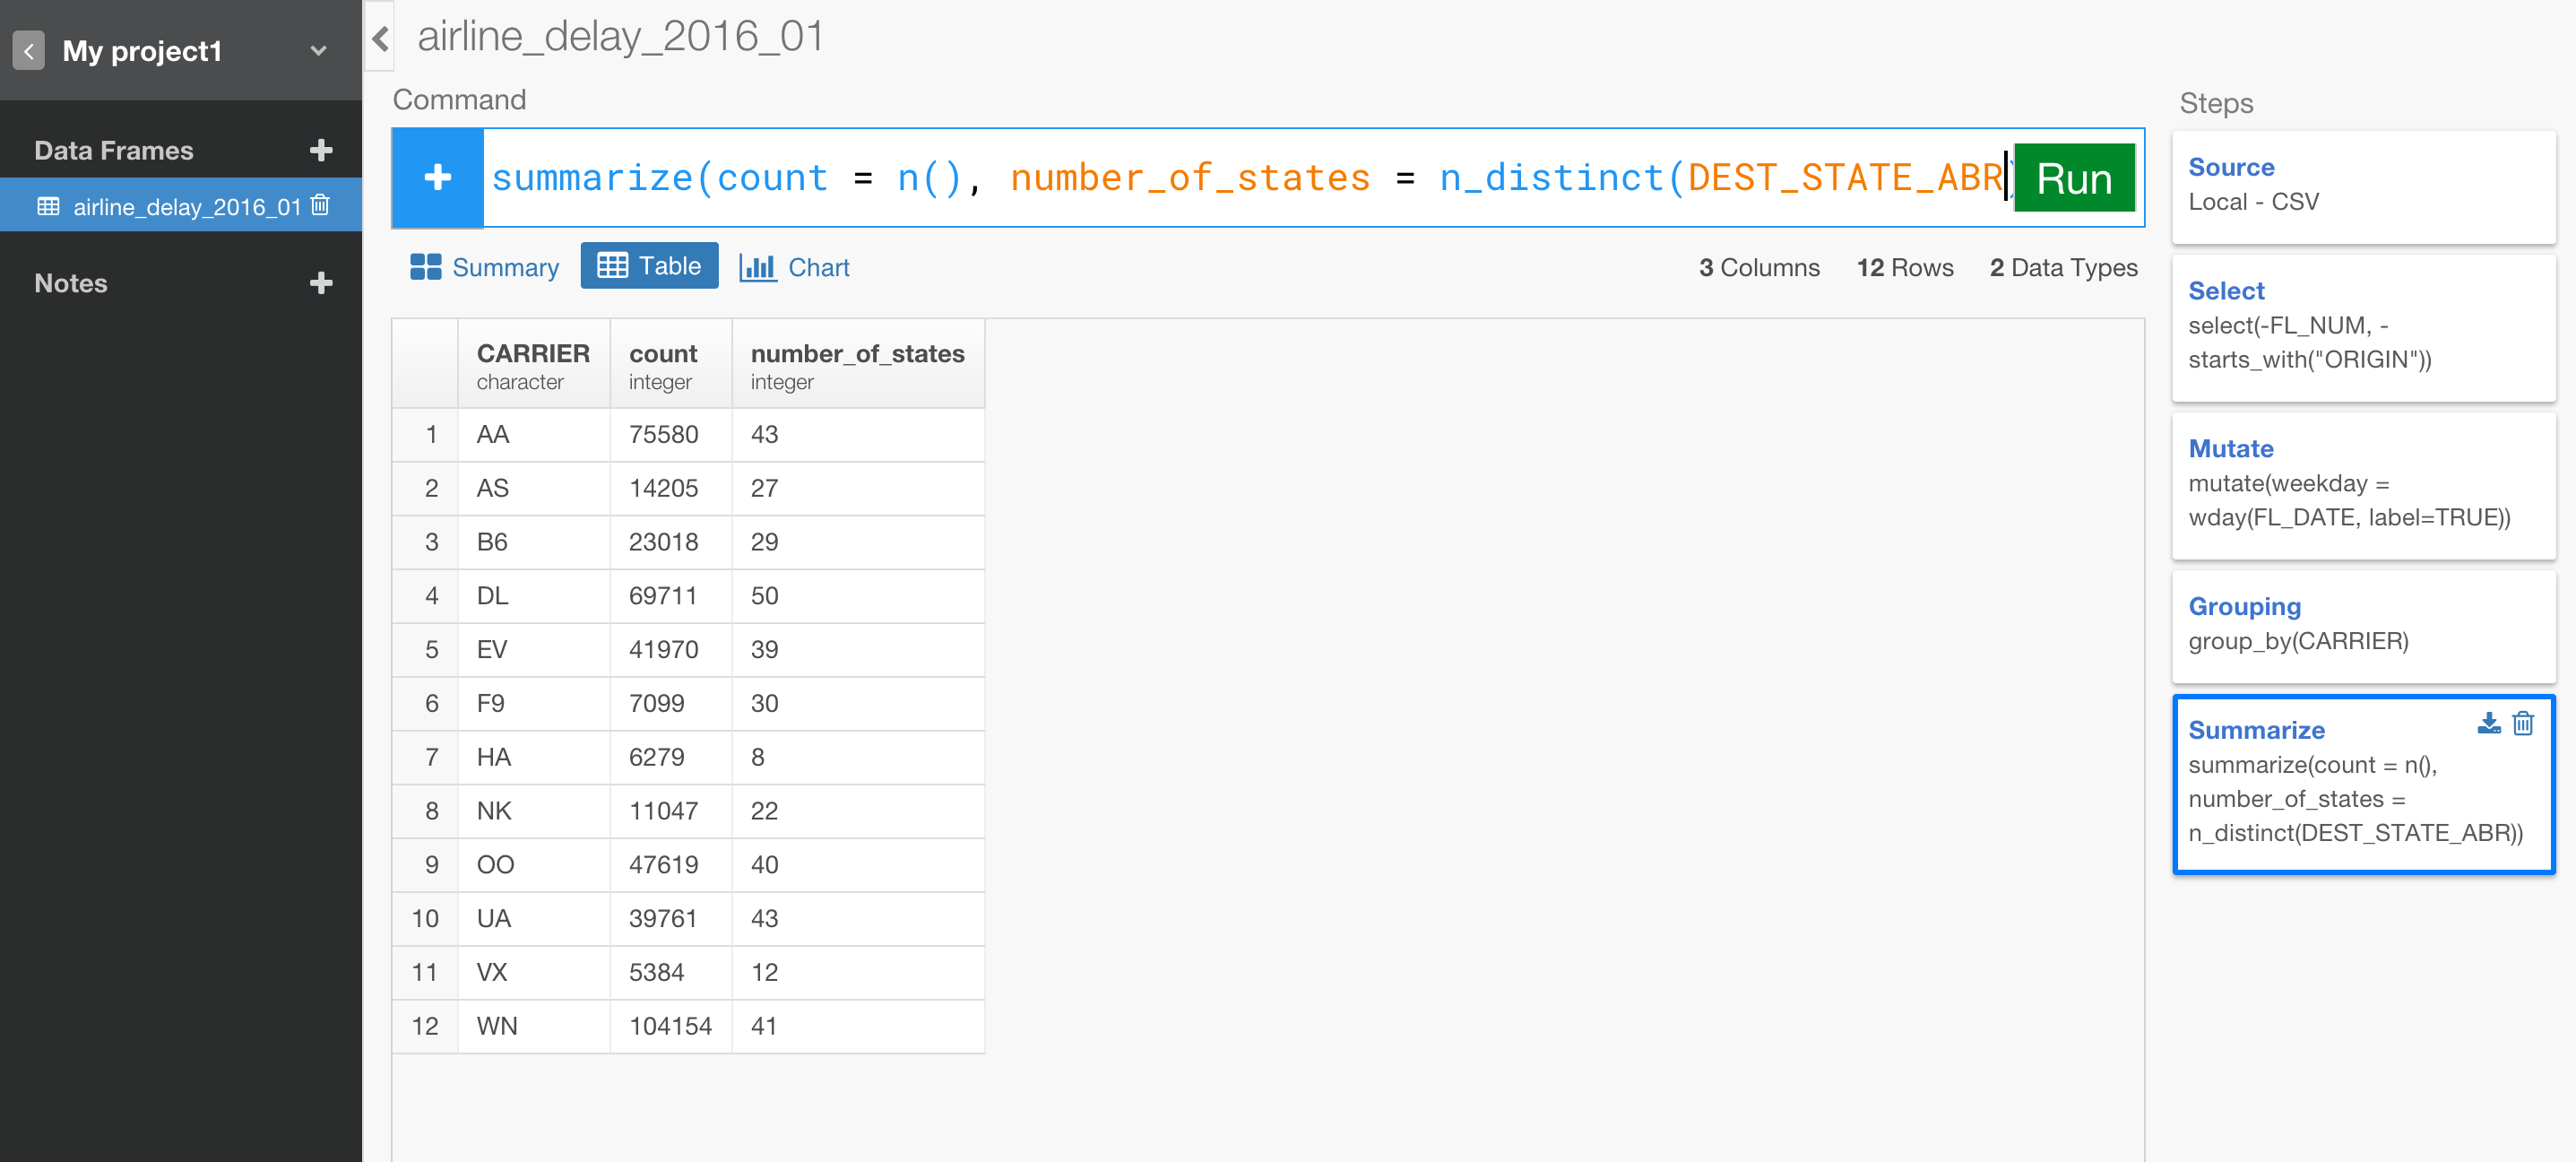 My project1
Data Frames
airline_delay_2016_01
Notes
airline_delay_2016_01
Command
summarize(count = n(), number_of_states = n_distinct(DEST_STATE_ABR)
Run
Summary Table Chart
3 Columns 12 Rows 2 Data Types
CARRIER count number_of_states
character integer integer
1 AA 75580 43
2 AS 14205 27
3 B6 23018 29
4 DL 69711 50
5 EV 41970 39
6 F9 7099 30
7 HA 6279 8
8 NK 11047 22
9 OO 47619 40
10 UA 39761 43
11 VX 5384 12
12 WN 104154 41
Steps
Source
Local - CSV
Select
select(-FL_NUM, -
starts_with("ORIGIN"))
Mutate
mutate(weekday =
wday(FL_DATE, label=TRUE))
Grouping
group_by(CARRIER)
Summarize
summarize(count = n(),
number_of_states =
n_distinct(DEST_STATE_ABR))